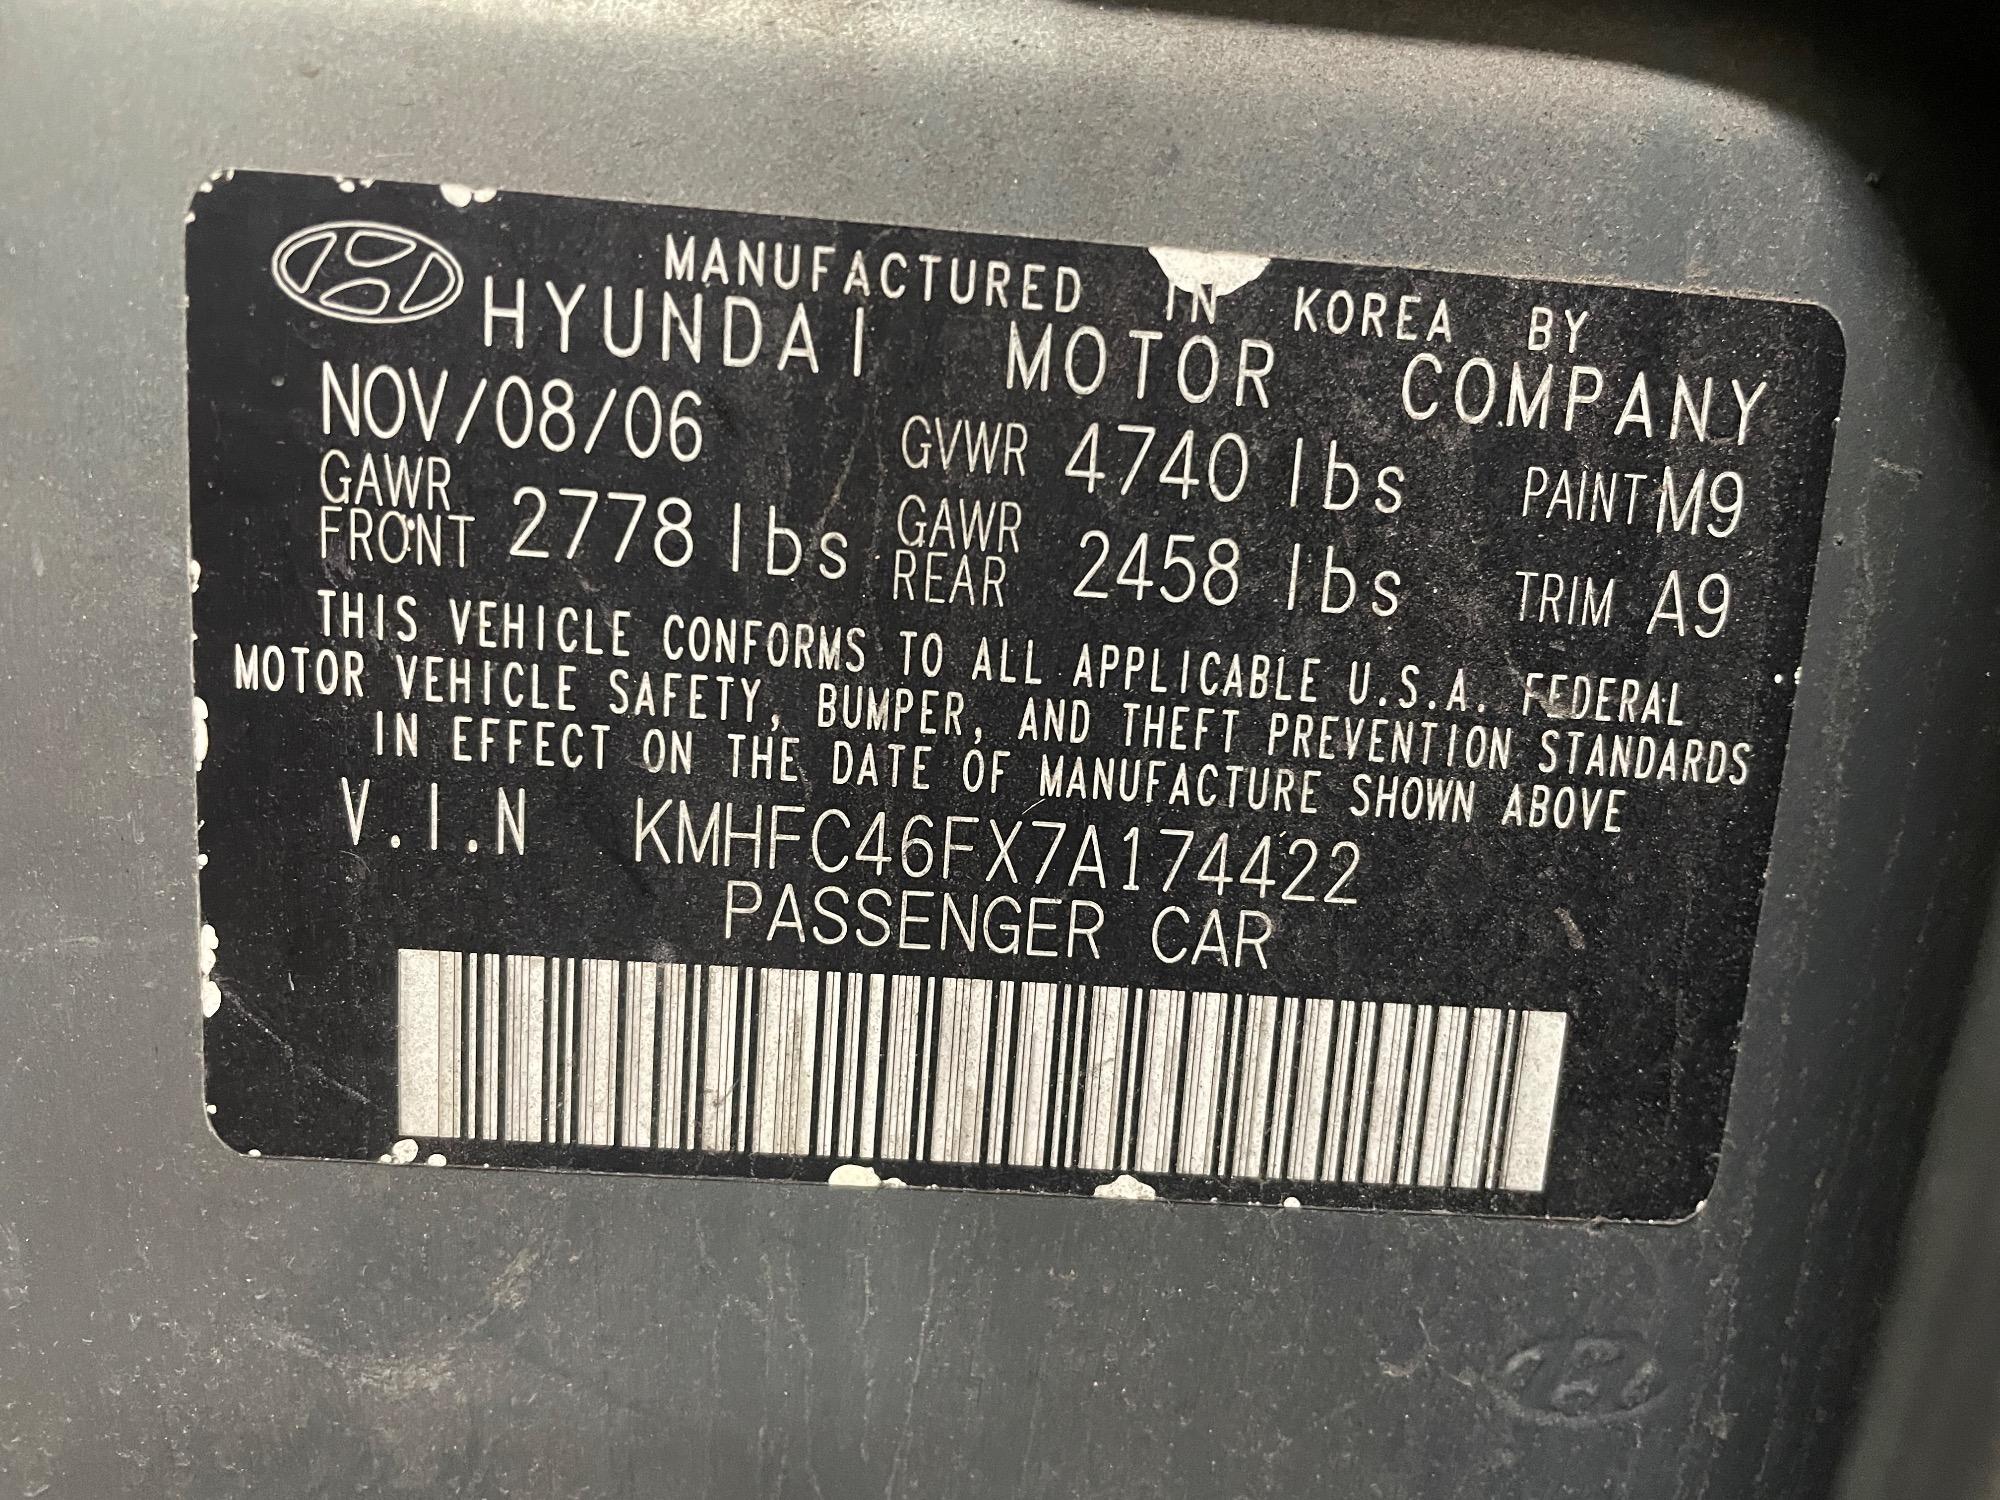 MANUFACTURED IN KOREA BY
HYUNDAI MOTOR COMPANY
NOV/08/06 GVWR 4740 lbs PAINT M9
GAWR FRONT 2778 lbs GAWR REAR 2458 lbs TRIM A9
THIS VEHICLE CONFORMS TO ALL APPLICABLE U.S.A. FEDERAL
MOTOR VEHICLE SAFETY, BUMPER, AND THEFT PREVENTION STANDARDS
IN EFFECT ON THE DATE OF MANUFACTURE SHOWN ABOVE
V.I.N KMHFC46FX7A174422
PASSENGER CAR